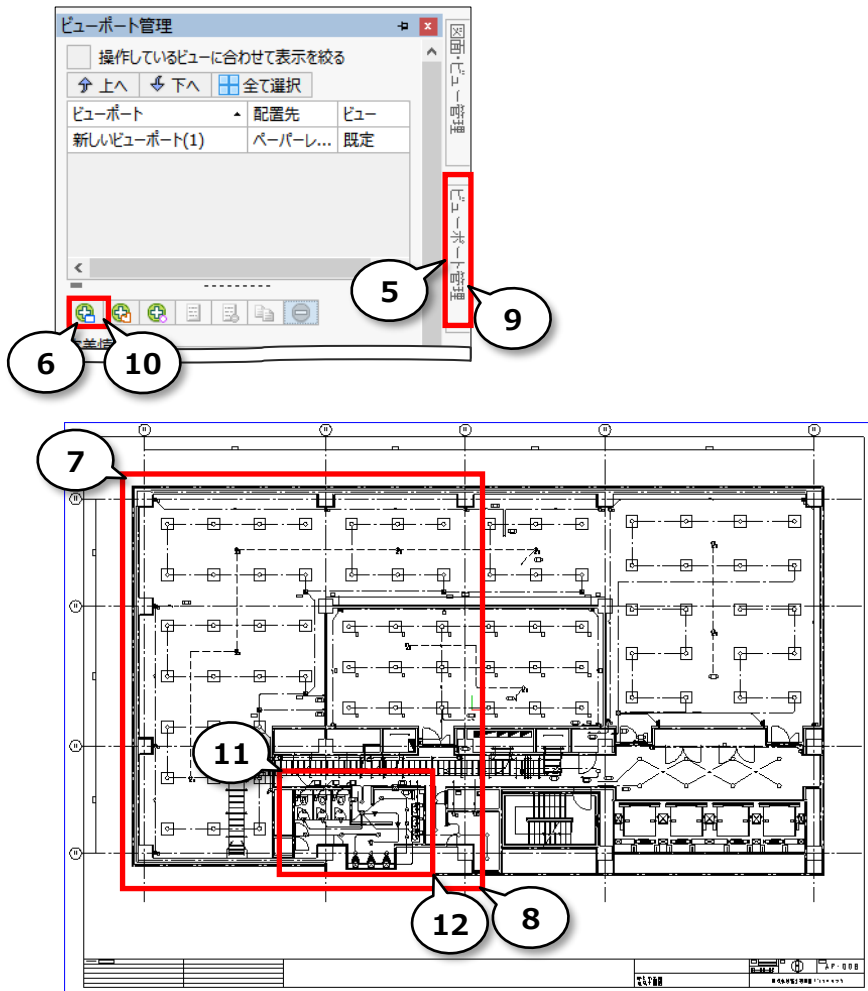 ビューポート管理
操作しているビューに合わせて表示を絞る
上へ 下へ 全て選択
ビューポート 配置先 ビュー
新しいビューポート(1) ペーパーレ... 既定
図面・ビュー管理
ビューポート管理
5
9
6
10
7
11
12
8